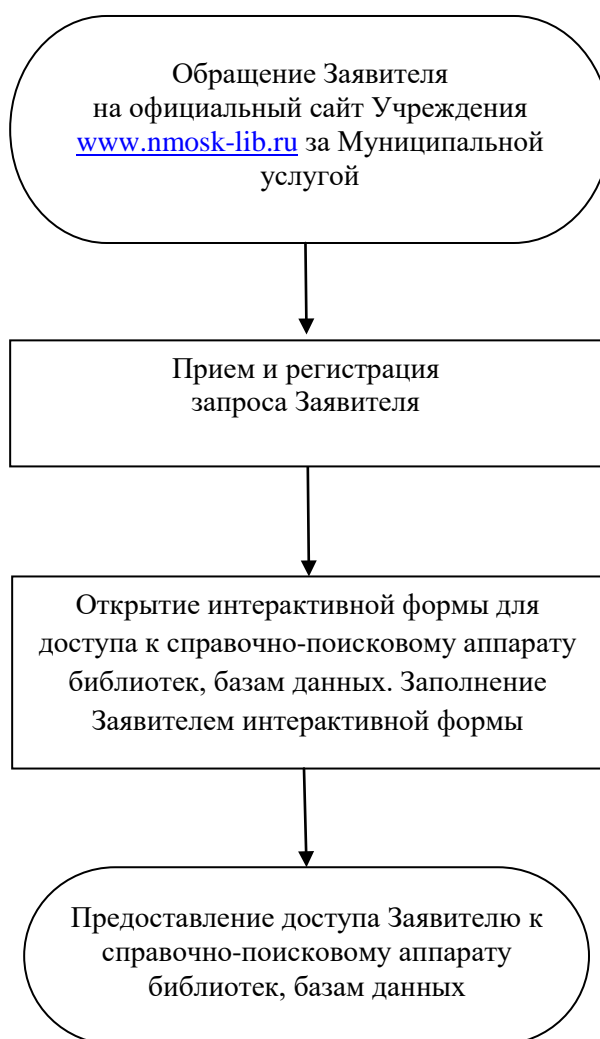 Обращение Заявителя
на официальный сайт Учреждения
www.nmosk-lib.ru за Муниципальной
услугой
Прием и регистрация
запроса Заявителя
Открытие интерактивной формы для
доступа к справочно-поисковому аппарату
библиотек, базам данных. Заполнение
Заявителем интерактивной формы
Предоставление доступа Заявителю к
справочно-поисковому аппарату
библиотек, базам данных